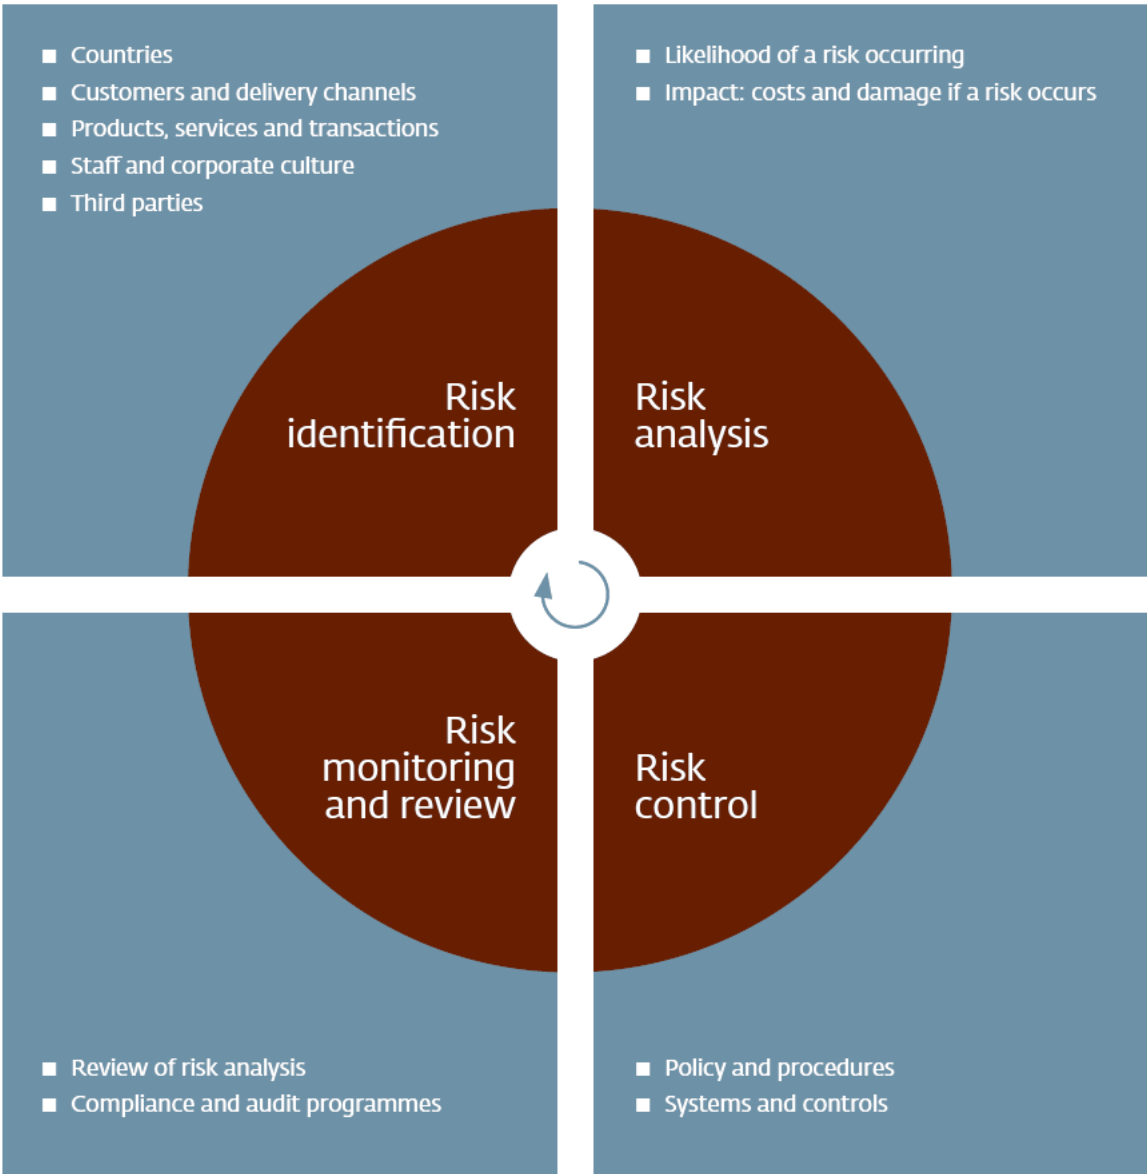 ■ Countries
■ Customers and delivery channels
■ Products, services and transactions
■ Staff and corporate culture
■ Third parties
■ Likelihood of a risk occurring
■ Impact: costs and damage if a risk occurs
Risk
identification
Risk
analysis
Risk
monitoring
and review
Risk
control
■ Review of risk analysis
■ Compliance and audit programmes
■ Policy and procedures
■ Systems and controls